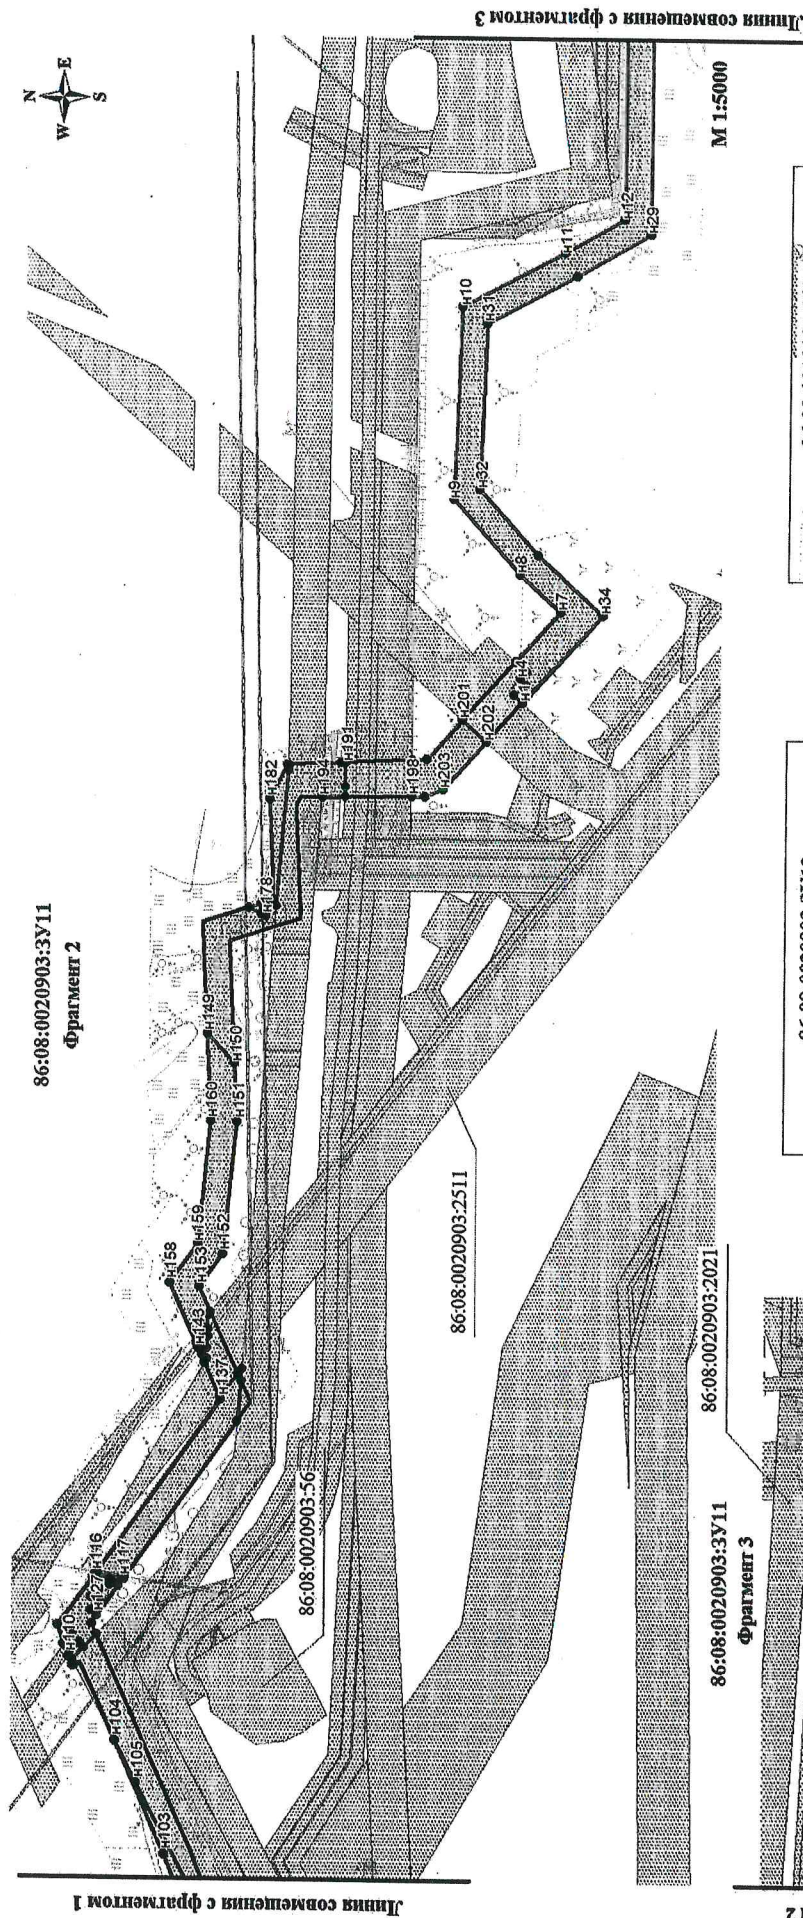 86:08:0020903:ЗУ11
Фрагмент 2
N
W
E
S
Линия совмещения с фрагментом 1
Линия совмещения с фрагментом 3
н103
н105
н104
н110
н127
н116
н117
н137
н143
н158
н153
н159
н152
н160
н151
н149
н150
н178
н182
н194
н191
н198
н203
н201
н202
н1
н4
н7
н34
н8
н9
н32
н10
н31
н11
н12
н29
86:08:0020903:56
86:08:0020903:2511
86:08:0020903:2021
М 1:5000
86:08:0020903:ЗУ11
Фрагмент 3